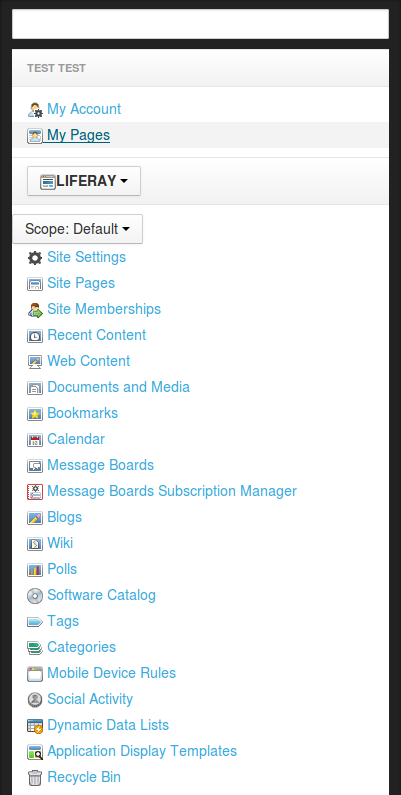 TEST TEST
My Account
My Pages
LIFERAY
Scope: Default
Site Settings
Site Pages
Site Memberships
Recent Content
Web Content
Documents and Media
Bookmarks
Calendar
Message Boards
Message Boards Subscription Manager
Blogs
Wiki
Polls
Software Catalog
Tags
Categories
Mobile Device Rules
Social Activity
Dynamic Data Lists
Application Display Templates
Recycle Bin